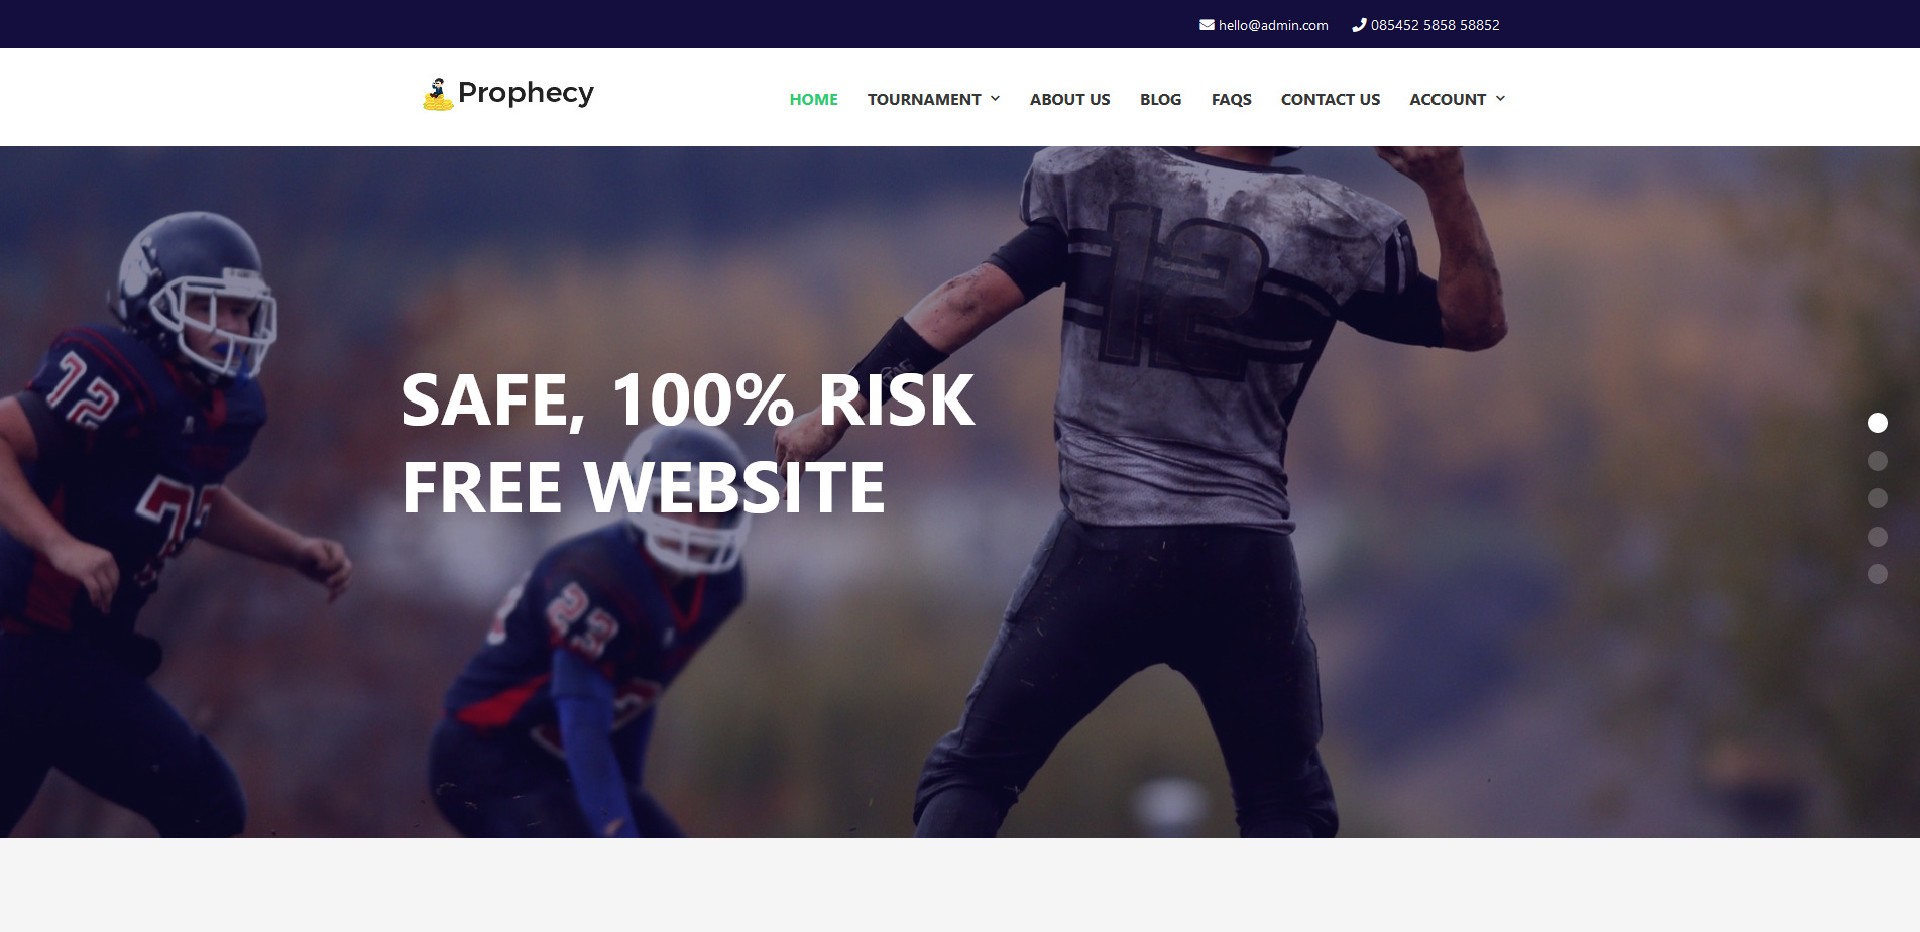 hello@admin.com 085452 5858 58852
Prophecy
HOME TOURNAMENT ABOUT US BLOG FAQS CONTACT US ACCOUNT
12
72
SAFE, 100% RISK
FREE WEBSITE
72
23